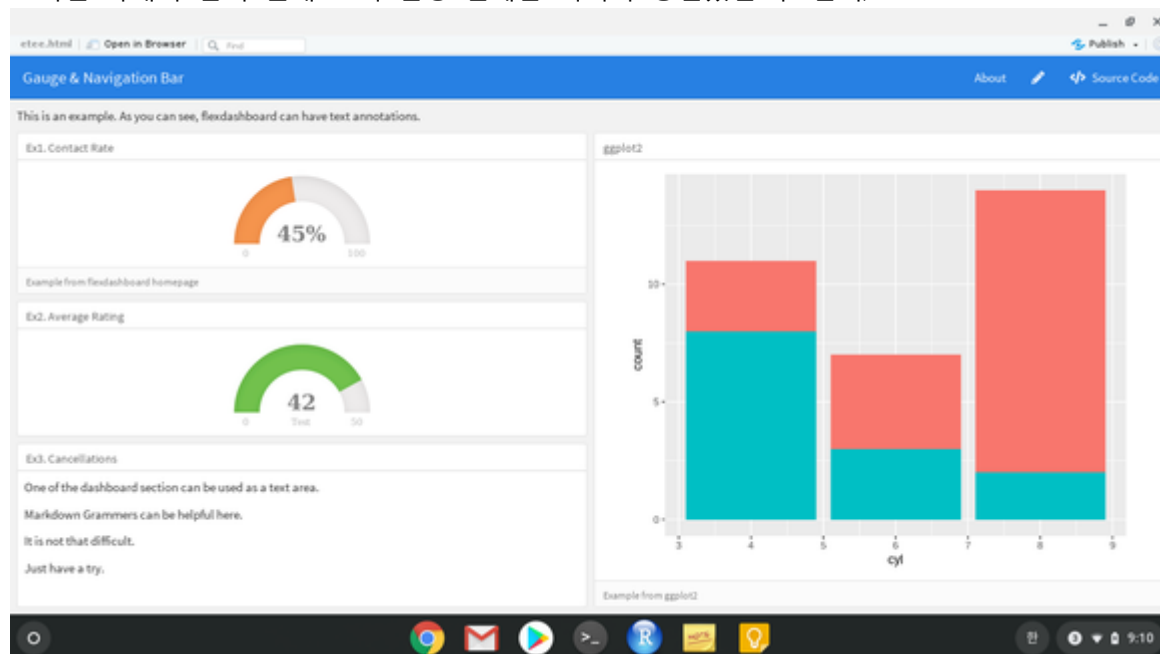 etee.html
Open in Browser
Find
Publish
Gauge & Navigation Bar
About
Source Code
This is an example. As you can see, flexdashboard can have text annotations.
Ex1. Contact Rate
45%
0
100
Example from flexdashboard homepage
Ex2. Average Rating
42
0
Test
50
Ex3. Cancellations
One of the dashboard section can be used as a text area.
Markdown Grammers can be helpful here.
It is not that difficult.
Just have a try.
ggplot2
10
5
0
count
3 4 5 6 7 8 9
cyl
Example from ggplot2
한
3
9:10